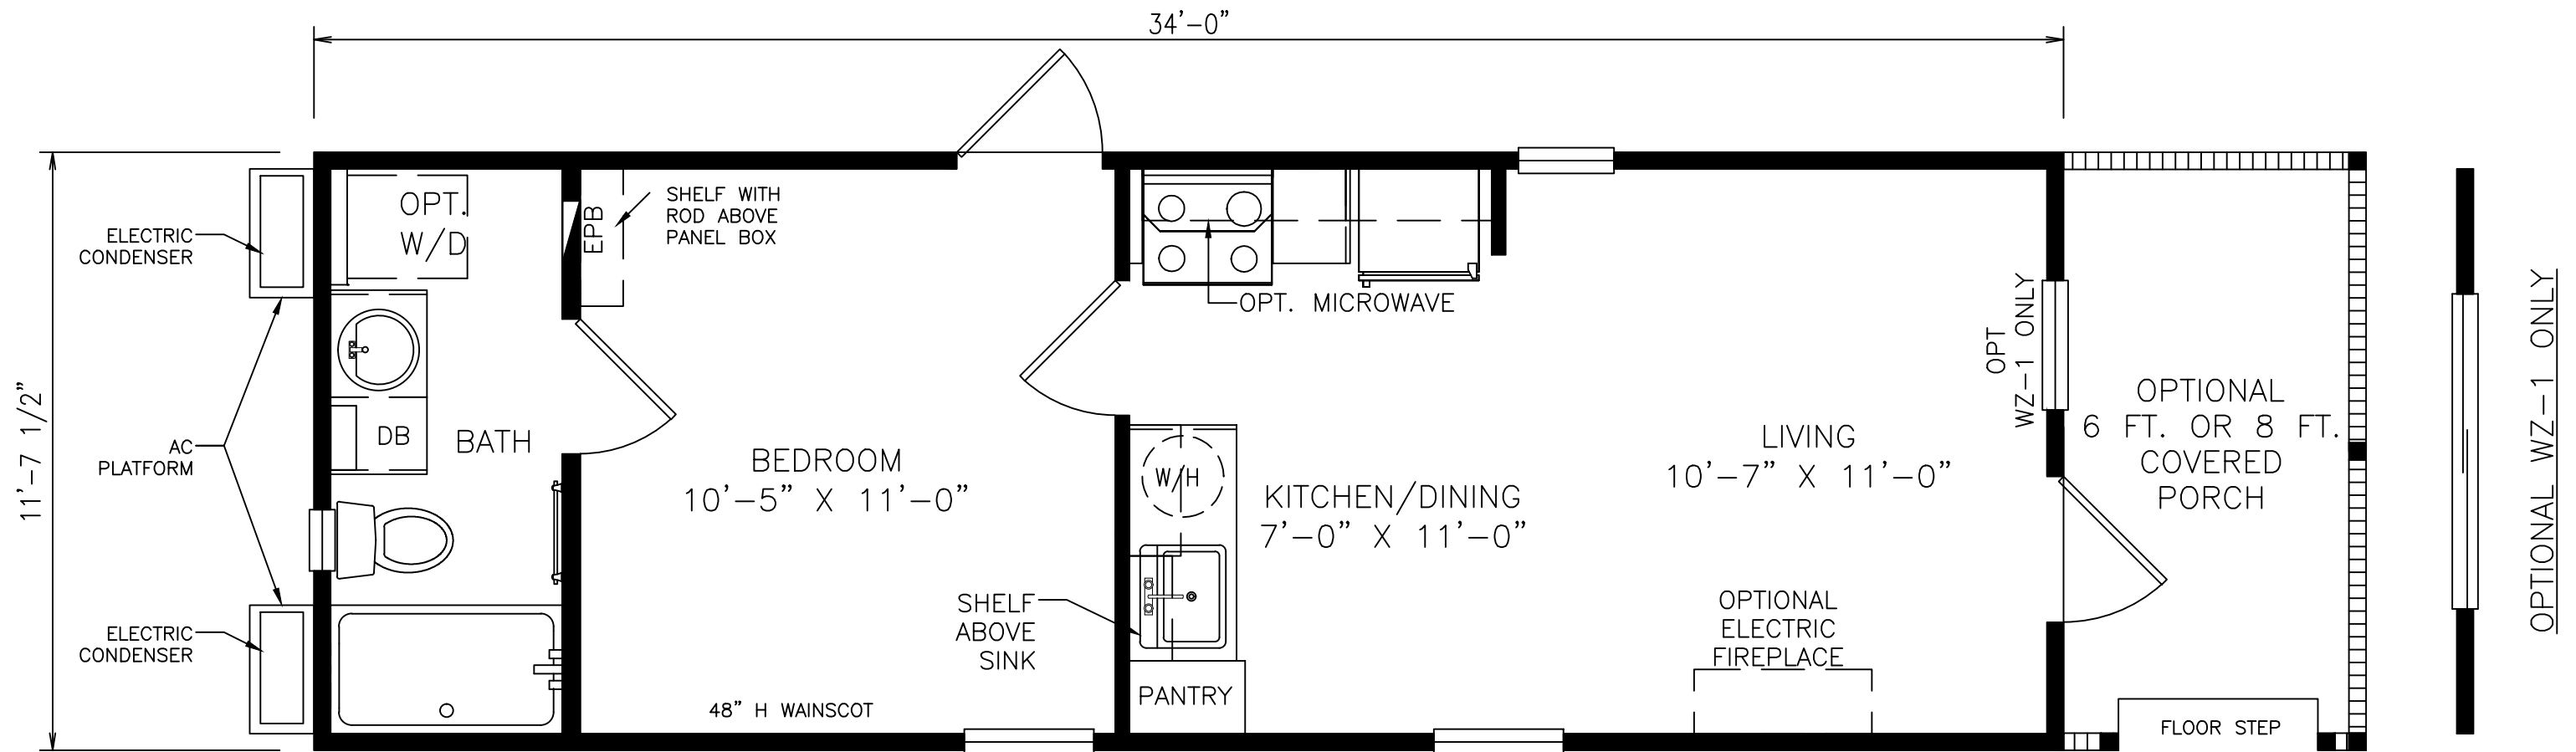 34'-0"
11'-7 1/2"
ELECTRIC
CONDENSER
AC
PLATFORM
ELECTRIC
CONDENSER
OPT.
W/D
DB
BATH
EPB
SHELF WITH
ROD ABOVE
PANEL BOX
BEDROOM
10'-5" X 11'-0"
48" H WAINSCOT
OPT. MICROWAVE
W/H
KITCHEN/DINING
7'-0" X 11'-0"
SHELF
ABOVE
SINK
PANTRY
LIVING
10'-7" X 11'-0"
OPTIONAL
ELECTRIC
FIREPLACE
OPT
WZ-1 ONLY
OPTIONAL
6 FT. OR 8 FT.
COVERED
PORCH
FLOOR STEP
OPTIONAL WZ-1 ONLY